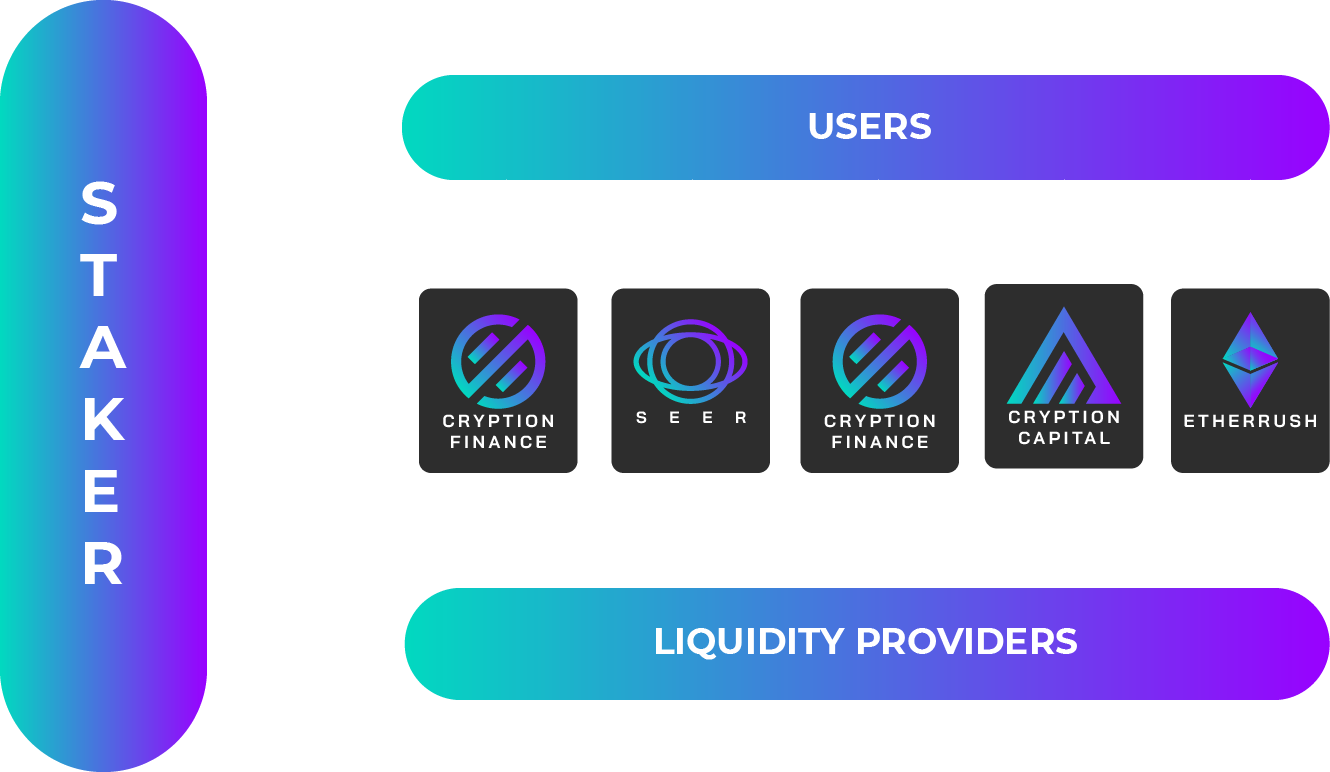 STAKER
USERS
CRYPTION
FINANCE
SEER
CRYPTION
FINANCE
CRYPTION
CAPITAL
ETHERRUSH
LIQUIDITY PROVIDERS